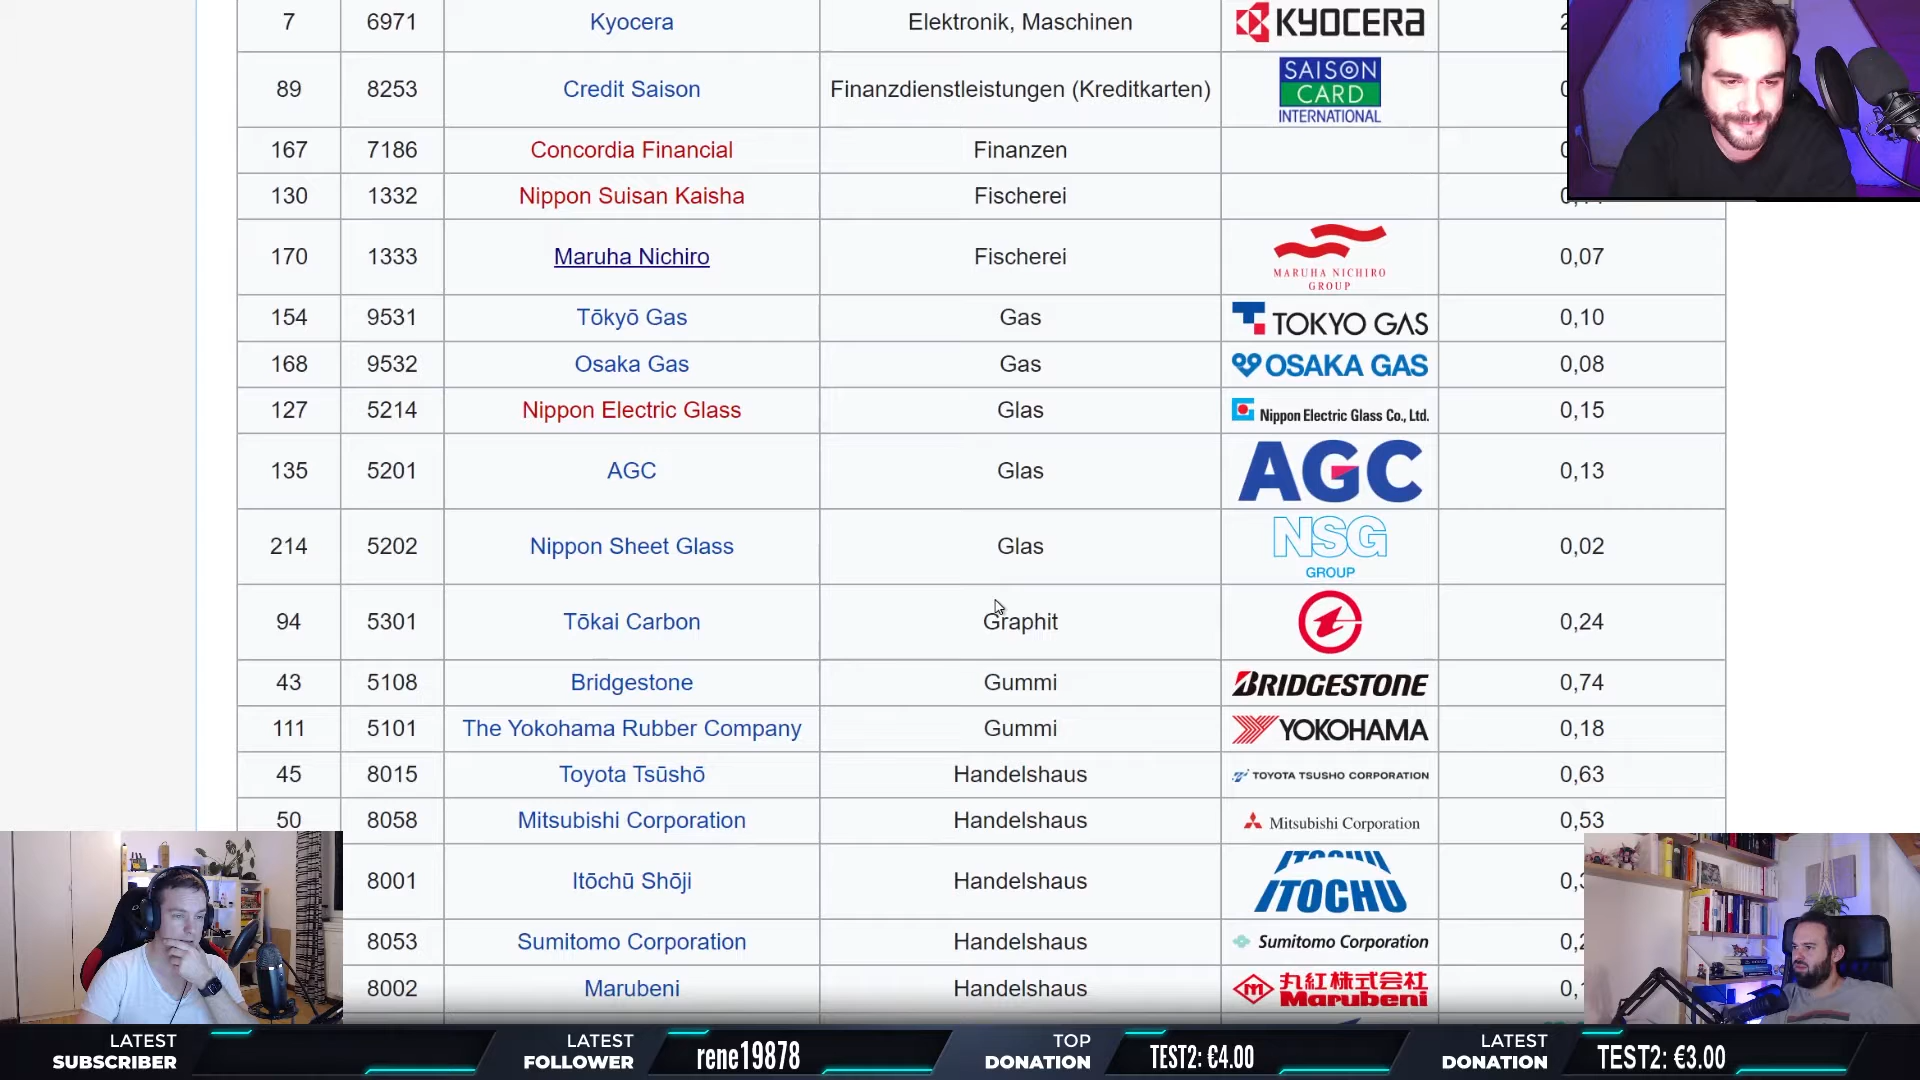 7 6971 Kyocera Elektronik, Maschinen KYOCERA
89 8253 Credit Saison Finanzdienstleistungen (Kreditkarten) SAISON CARD INTERNATIONAL
167 7186 Concordia Financial Finanzen
130 1332 Nippon Suisan Kaisha Fischerei
170 1333 Maruha Nichiro Fischerei MARUHA NICHIRO GROUP 0,07
154 9531 Tōkyō Gas Gas TOKYO GAS 0,10
168 9532 Osaka Gas Gas OSAKA GAS 0,08
127 5214 Nippon Electric Glass Glas Nippon Electric Glass Co., Ltd. 0,15
135 5201 AGC Glas AGC 0,13
214 5202 Nippon Sheet Glass Glas NSG GROUP 0,02
94 5301 Tōkai Carbon Graphit 0,24
43 5108 Bridgestone Gummi BRIDGESTONE 0,74
111 5101 The Yokohama Rubber Company Gummi YOKOHAMA 0,18
45 8015 Toyota Tsūshō Handelshaus TOYOTA TSUSHO CORPORATION 0,63
50 8058 Mitsubishi Corporation Handelshaus Mitsubishi Corporation 0,53
8001 Itōchū Shōji Handelshaus ITOCHU
8053 Sumitomo Corporation Handelshaus Sumitomo Corporation
8002 Marubeni Handelshaus 丸紅株式会社 Marubeni
LATEST SUBSCRIBER
LATEST FOLLOWER rene19878
TOP DONATION TEST2: €4.00
LATEST DONATION TEST2: €3.00